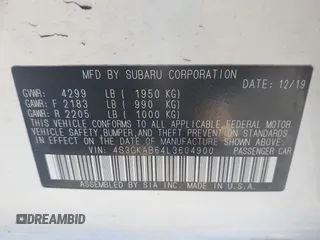 MFD BY SUBARU CORPORATION
DATE: 12/19
GVWR: 4299 LB ( 1950 KG)
GAWR: F 2183 LB ( 990 KG)
GAWR: R 2205 LB ( 1000 KG)
THIS VEHICLE CONFORMS TO ALL APPLICABLE FEDERAL MOTOR
VEHICLE SAFETY, BUMPER, AND THEFT PREVENTION STANDARDS
IN EFFECT ON THE DATE OF MANUFACTURE SHOWN ABOVE.
VIN: 4S3GKAB64L3604900 PASSENGER CAR
ASSEMBLED BY SIA INC. MADE IN U.S.A.